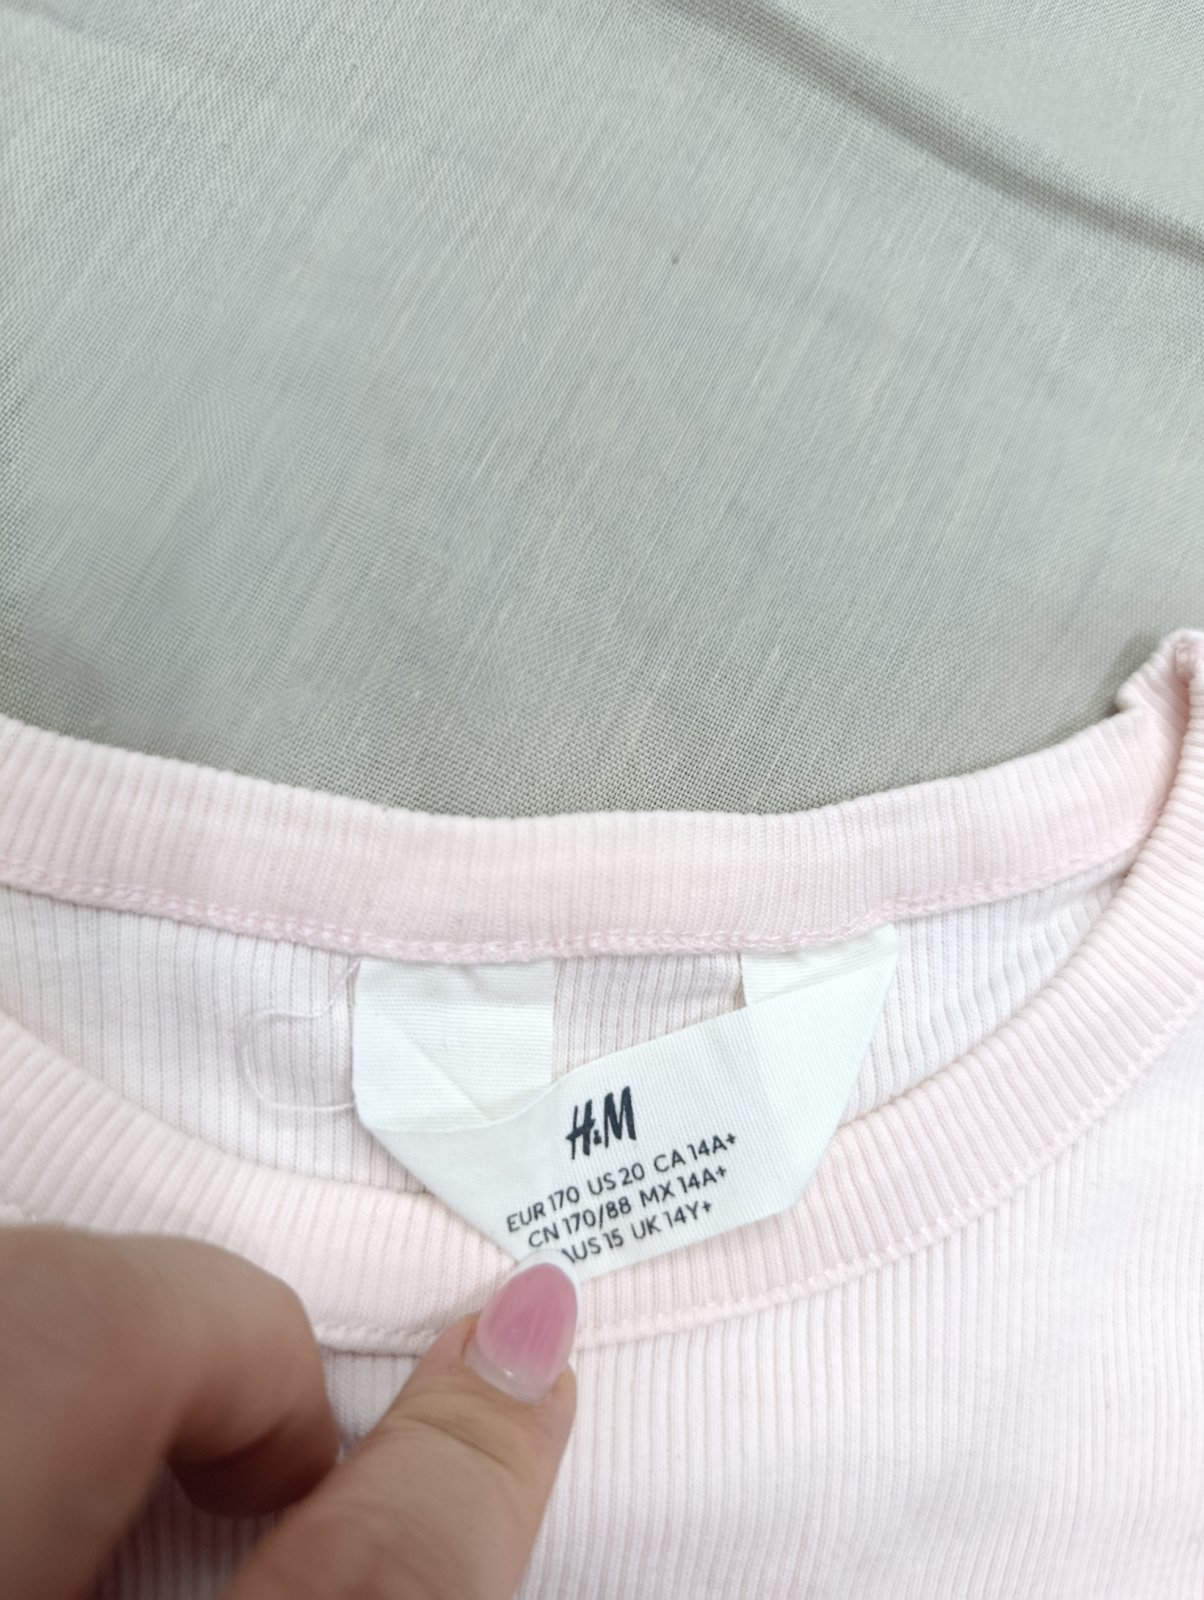 H&M
EUR 170 US 20 CA 14A+
CN 170/88 MX 14A+
AUS 15 UK 14Y+